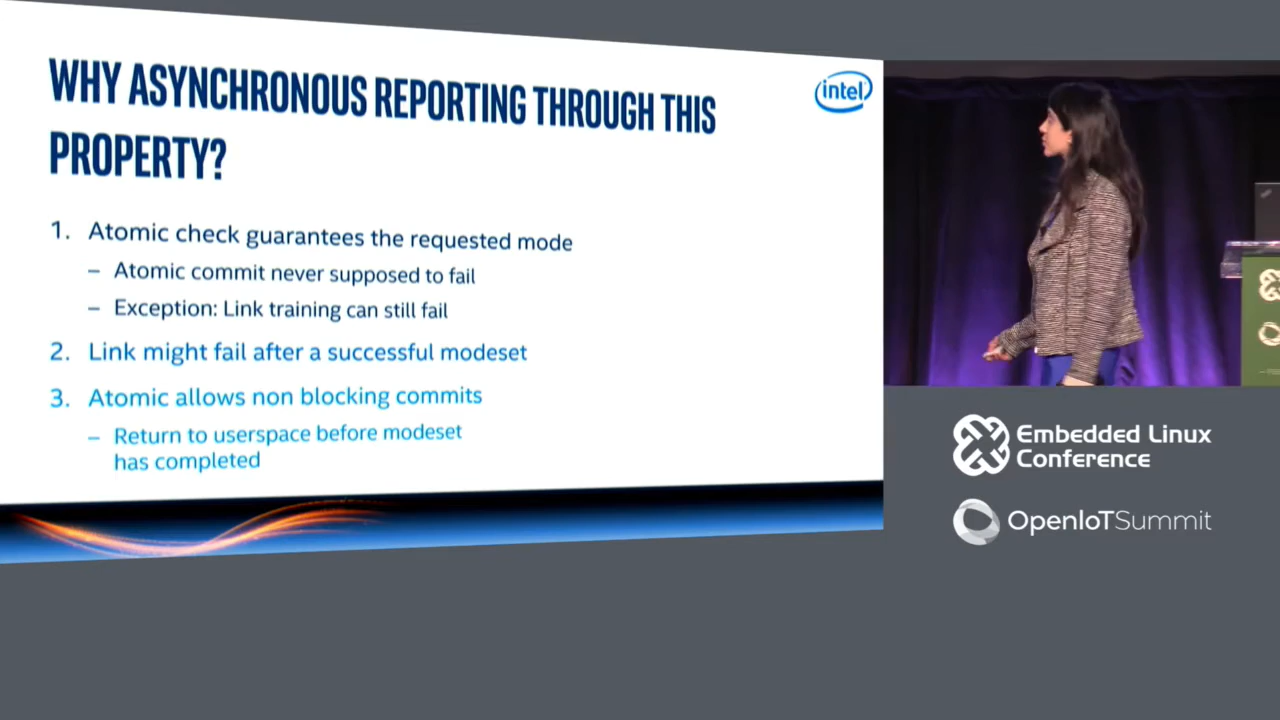 WHY ASYNCHRONOUS REPORTING THROUGH THIS
PROPERTY?
intel
1. Atomic check guarantees the requested mode
– Atomic commit never supposed to fail
– Exception: Link training can still fail
2. Link might fail after a successful modeset
3. Atomic allows non blocking commits
– Return to userspace before modeset
has completed
Embedded Linux
Conference
OpenIoTSummit